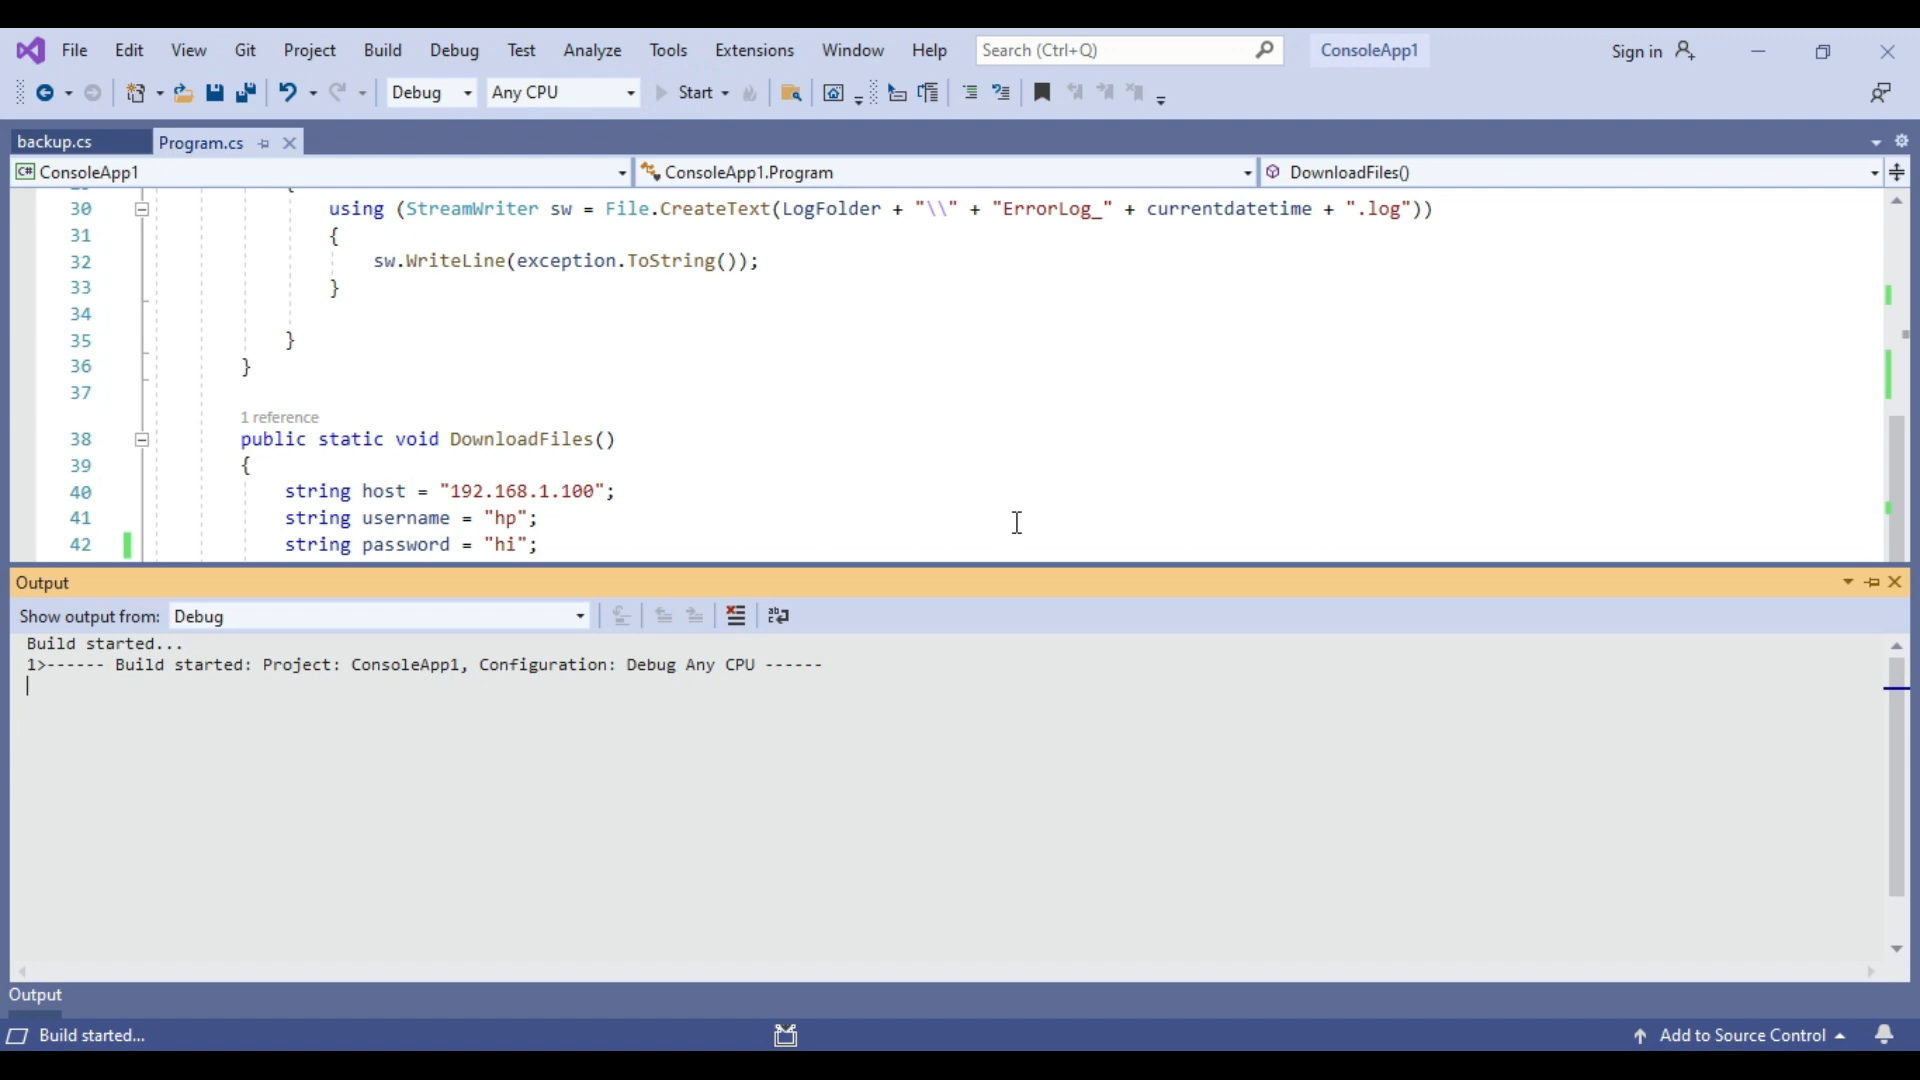 File Edit View Git Project Build Debug Test Analyze Tools Extensions Window Help Search (Ctrl+Q) ConsoleApp1 Sign in
Debug Any CPU Start
backup.cs Program.cs
C# ConsoleApp1 ConsoleApp1.Program DownloadFiles()
30 using (StreamWriter sw = File.CreateText(LogFolder + "\\" + "ErrorLog_" + currentdatetime + ".log"))
31 {
32 sw.WriteLine(exception.ToString());
33 }
34
35 }
36 }
37
1 reference
38 public static void DownloadFiles()
39 {
40 string host = "192.168.1.100";
41 string username = "hp";
42 string password = "hi";
Output
Show output from: Debug
Build started...
1>------ Build started: Project: ConsoleApp1, Configuration: Debug Any CPU ------
Output
Build started... Add to Source Control